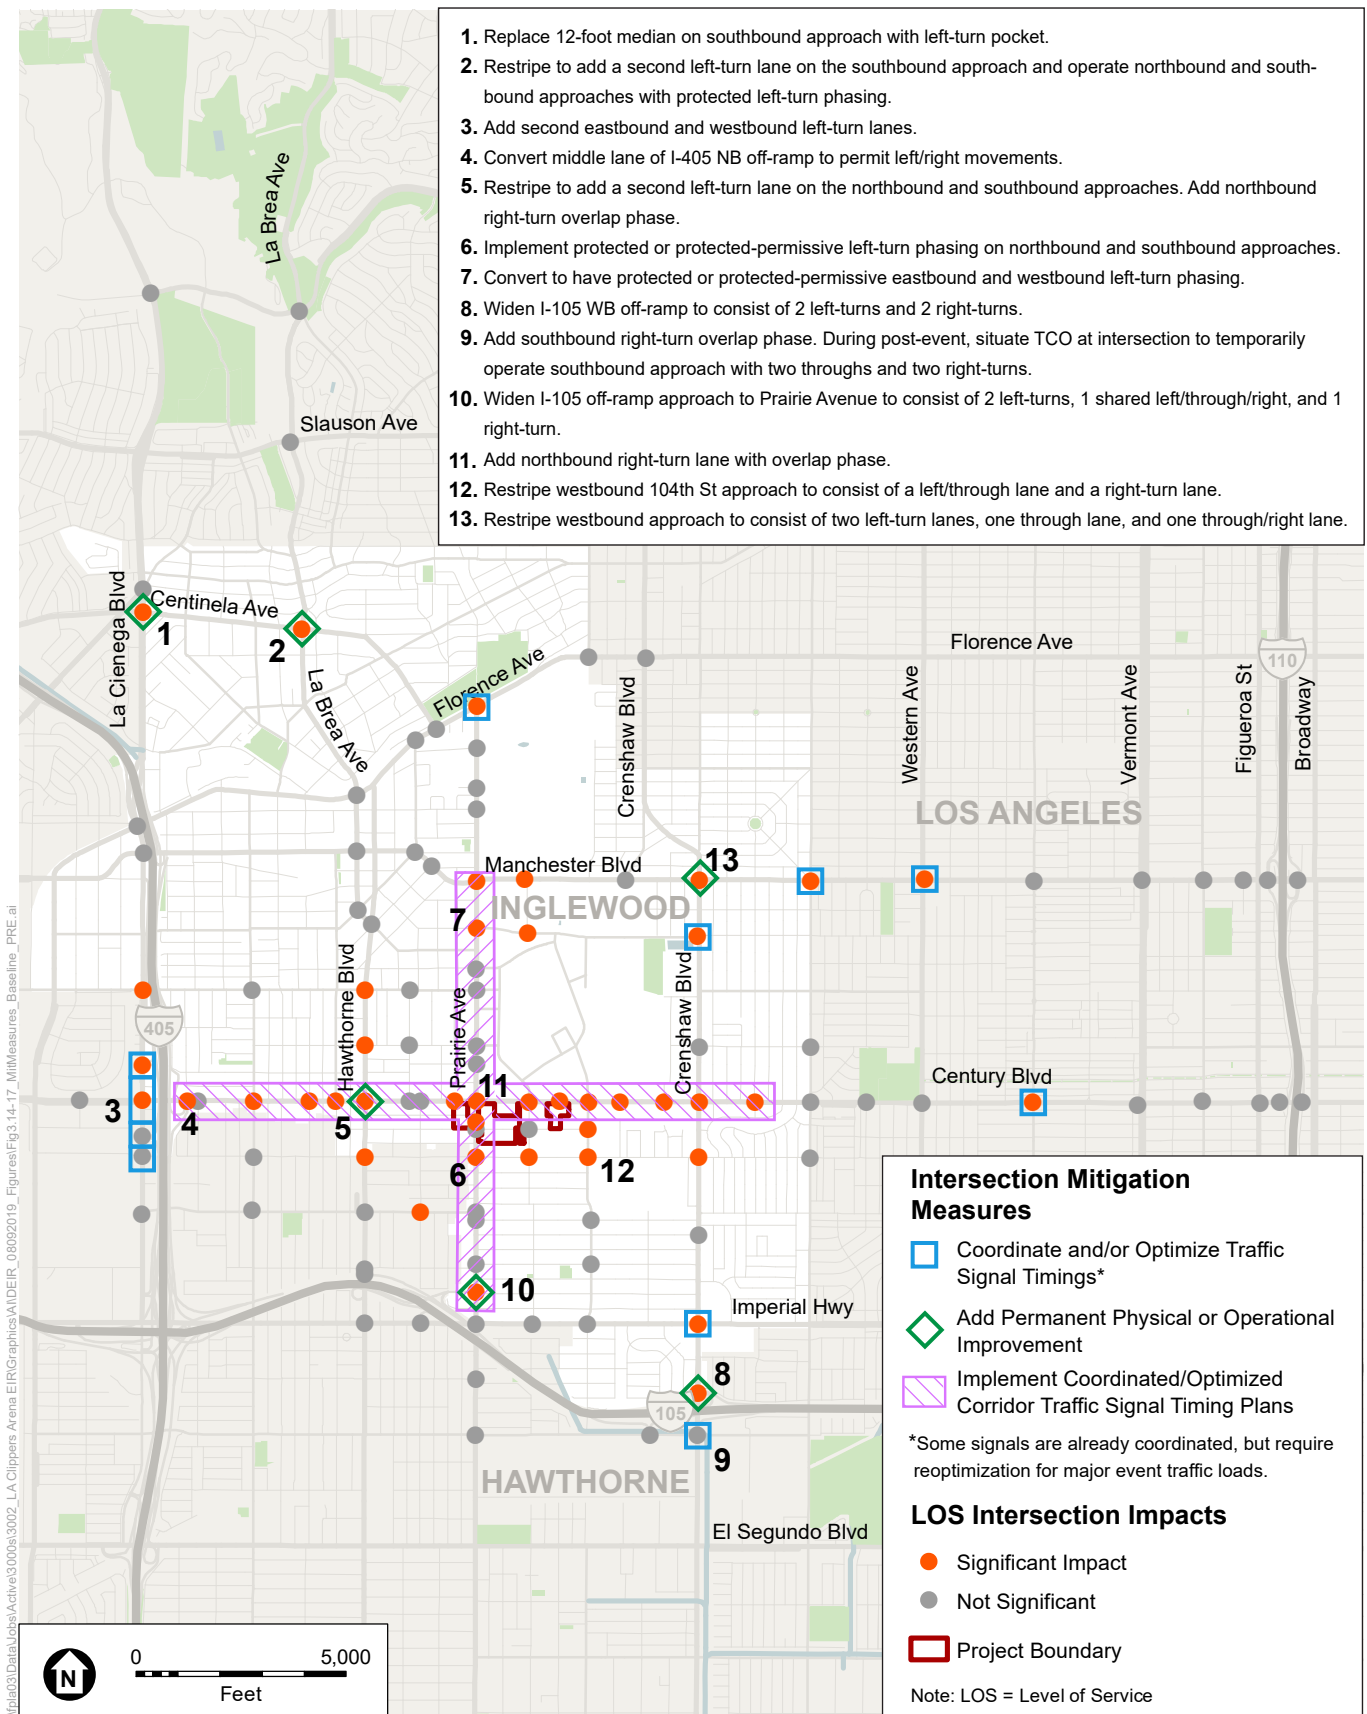 1. Replace 12-foot median on southbound approach with left-turn pocket.
2. Restripe to add a second left-turn lane on the southbound approach and operate northbound and south-
bound approaches with protected left-turn phasing.
3. Add second eastbound and westbound left-turn lanes.
4. Convert middle lane of I-405 NB off-ramp to permit left/right movements.
5. Restripe to add a second left-turn lane on the northbound and southbound approaches. Add northbound
right-turn overlap phase.
6. Implement protected or protected-permissive left-turn phasing on northbound and southbound approaches.
7. Convert to have protected or protected-permissive eastbound and westbound left-turn phasing.
8. Widen I-105 WB off-ramp to consist of 2 left-turns and 2 right-turns.
9. Add southbound right-turn overlap phase. During post-event, situate TCO at intersection to temporarily
operate southbound approach with two throughs and two right-turns.
10. Widen I-105 off-ramp approach to Prairie Avenue to consist of 2 left-turns, 1 shared left/through/right, and 1
right-turn.
11. Add northbound right-turn lane with overlap phase.
12. Restripe westbound 104th St approach to consist of a left/through lane and a right-turn lane.
13. Restripe westbound approach to consist of two left-turn lanes, one through lane, and one through/right lane.
La Brea Ave
Slauson Ave
La Cienega Blvd
Centinela Ave
1
2
La Brea Ave
Florence Ave
Florence Ave
110
Crenshaw Blvd
Western Ave
Vermont Ave
Figueroa St
Broadway
LOS ANGELES
Manchester Blvd
13
INGLEWOOD
7
Hawthorne Blvd
Prairie Ave
Crenshaw Blvd
405
Century Blvd
3
4
5
11
6
12
10
Imperial Hwy
8
105
9
HAWTHORNE
El Segundo Blvd
Intersection Mitigation
Measures
Coordinate and/or Optimize Traffic
Signal Timings*
Add Permanent Physical or Operational
Improvement
Implement Coordinated/Optimized
Corridor Traffic Signal Timing Plans
*Some signals are already coordinated, but require
reoptimization for major event traffic loads.
LOS Intersection Impacts
Significant Impact
Not Significant
Project Boundary
Note: LOS = Level of Service
N
0 5,000
Feet
\fpla03\Data\Jobs\Active\3000s\3002_LA Clippers Arena EIR\Graphics\AI\DEIR_08092019_Figures\Fig3.14-17_MitMeasures_Baseline_PRE.ai